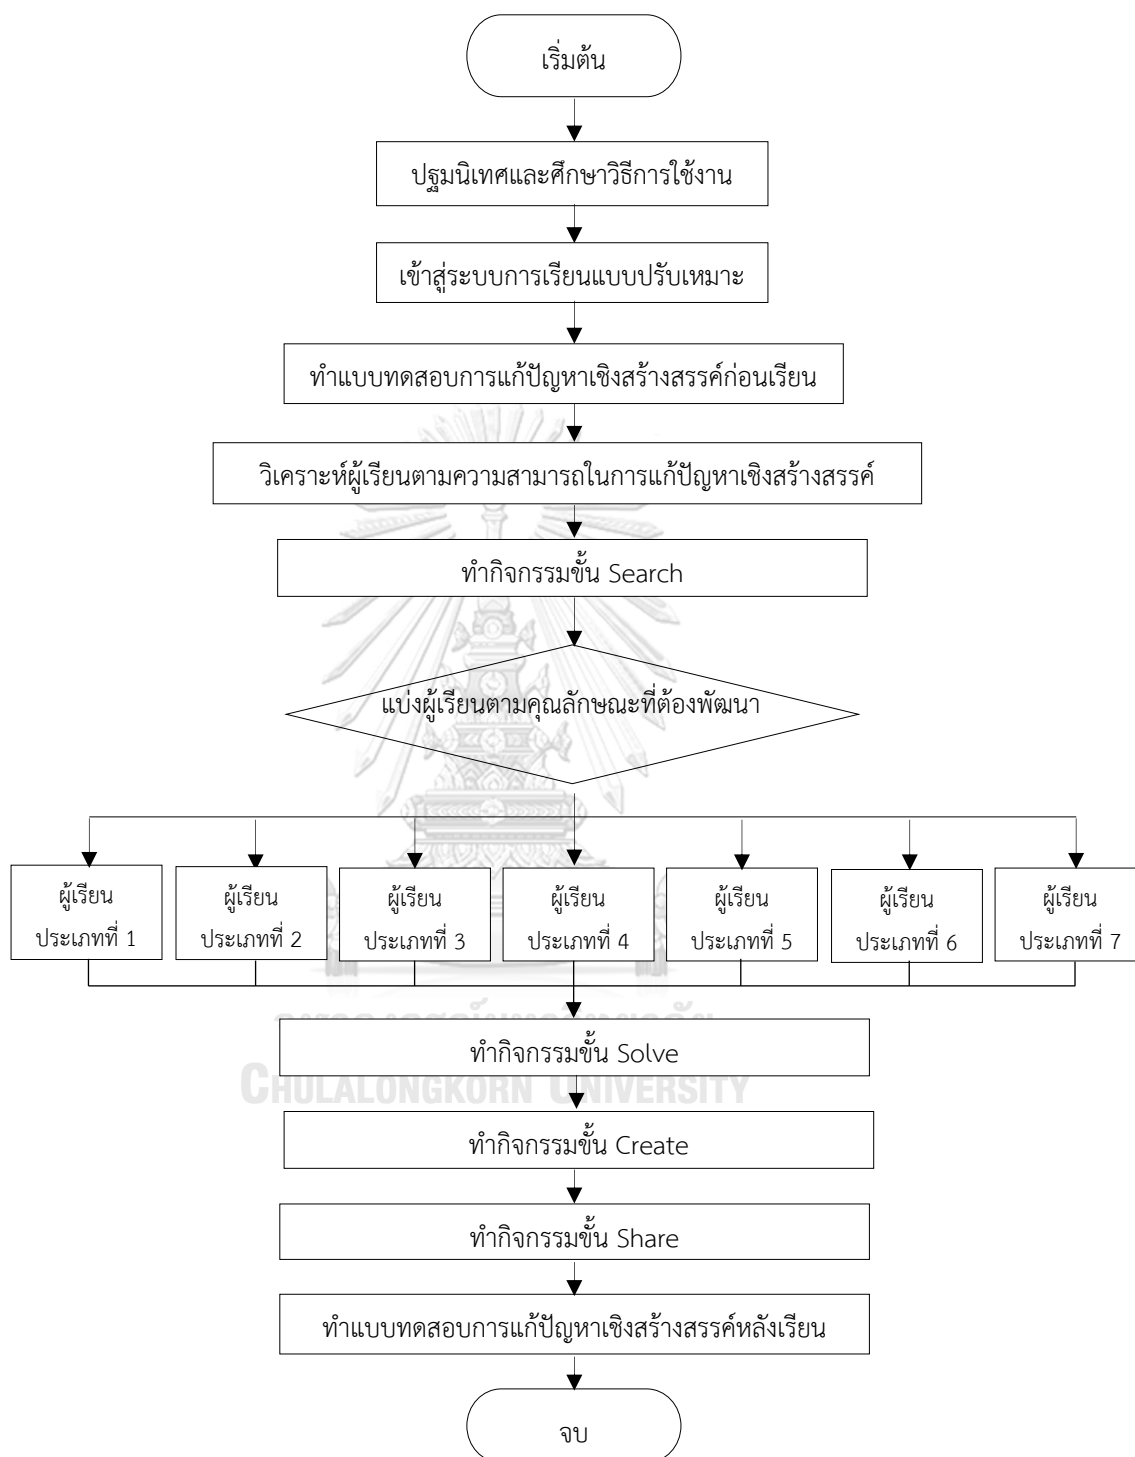 เริ่มต้น
ปฐมนิเทศและศึกษาวิธีการใช้งาน
เข้าสู่ระบบการเรียนแบบปรับเหมาะ
ทำแบบทดสอบการแก้ปัญหาเชิงสร้างสรรค์ก่อนเรียน
วิเคราะห์ผู้เรียนตามความสามารถในการแก้ปัญหาเชิงสร้างสรรค์
ทำกิจกรรมขั้น Search
แบ่งผู้เรียนตามคุณลักษณะที่ต้องพัฒนา
ผู้เรียน
ประเภทที่ 1
ผู้เรียน
ประเภทที่ 2
ผู้เรียน
ประเภทที่ 3
ผู้เรียน
ประเภทที่ 4
ผู้เรียน
ประเภทที่ 5
ผู้เรียน
ประเภทที่ 6
ผู้เรียน
ประเภทที่ 7
จุฬาลงกรณ์มหาวิทยาลัย
ทำกิจกรรมขั้น Solve
CHULALONGKORN UNIVERSITY
ทำกิจกรรมขั้น Create
ทำกิจกรรมขั้น Share
ทำแบบทดสอบการแก้ปัญหาเชิงสร้างสรรค์หลังเรียน
จบ